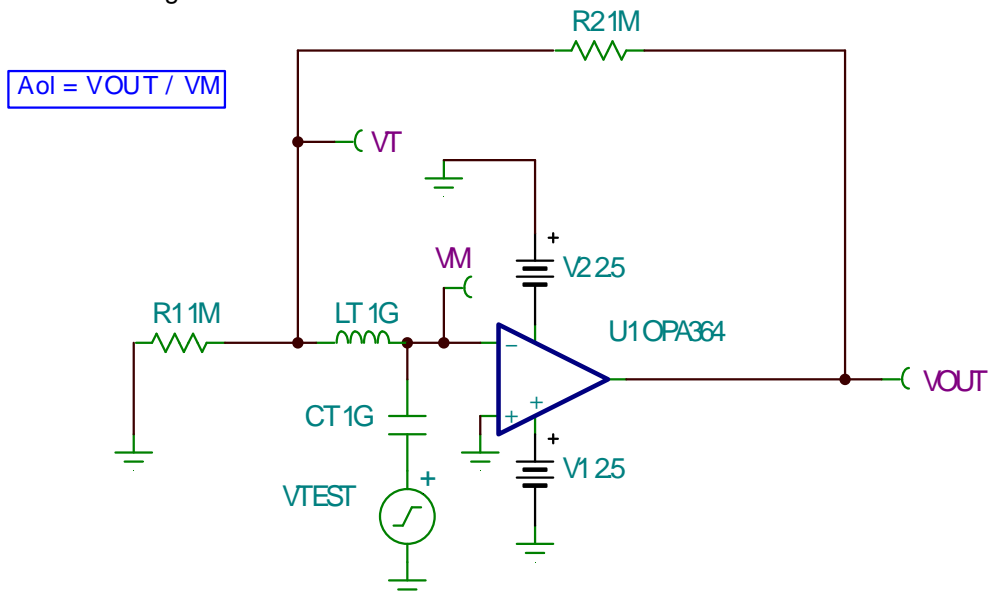 R2 1M
Aol = VOUT / VM
VT
+
VM
V2 2.5
R1 1M
LT 1G
U1 OPA364
−
+
+
VOUT
CT 1G
+
V1 2.5
VTEST
+